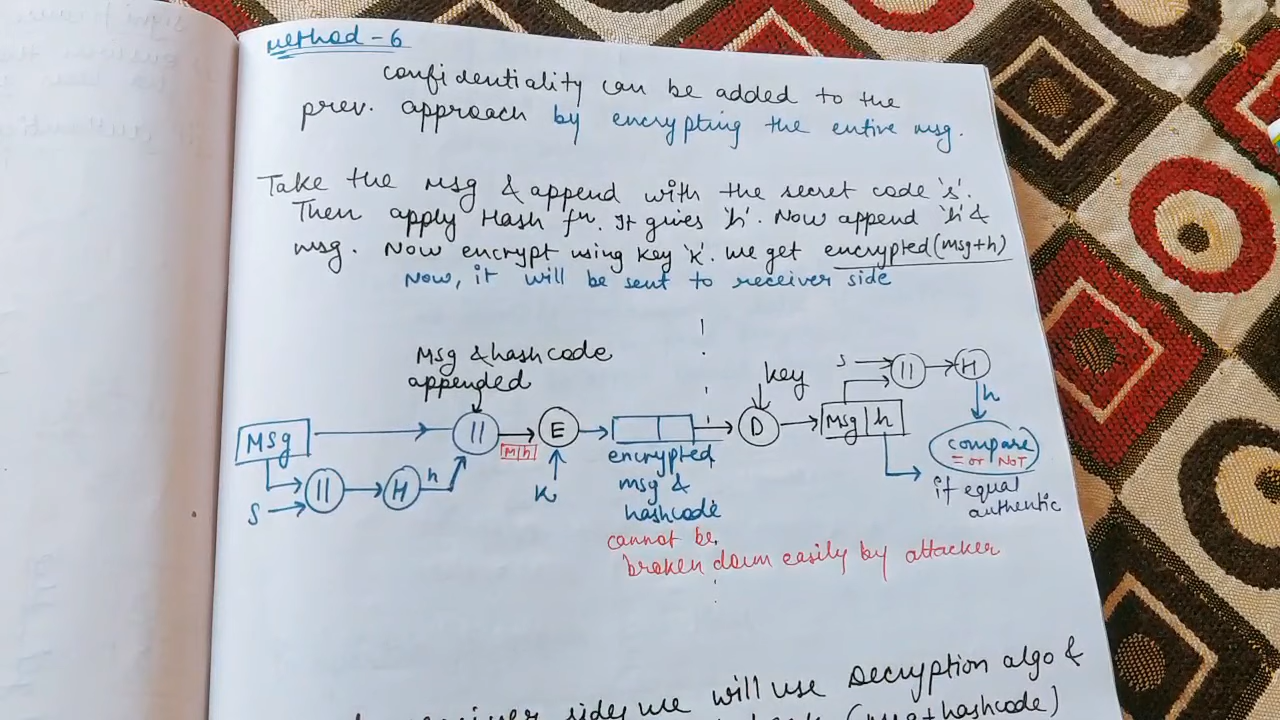 Method - 6
confidentiality can be added to the
prev. approach by encrypting the entire msg.
Take the msg & append with the secret code 's'.
Then apply Hash fn. It gives 'h'. Now append 'h' &
msg. Now encrypt using key 'k'. we get encrypted (msg+h)
Now, it will be sent to receiver side
Msg & hash code
appended
Msg
||
E
M|h
S
||
H
h
K
encrypted
msg &
hashcode
cannot be
broken down easily by attacker
key
D
Msg | h
s
||
H
h
compare
= or NOT
if equal
authentic
receiver side, we will use decryption algo &
(msg + hashcode)